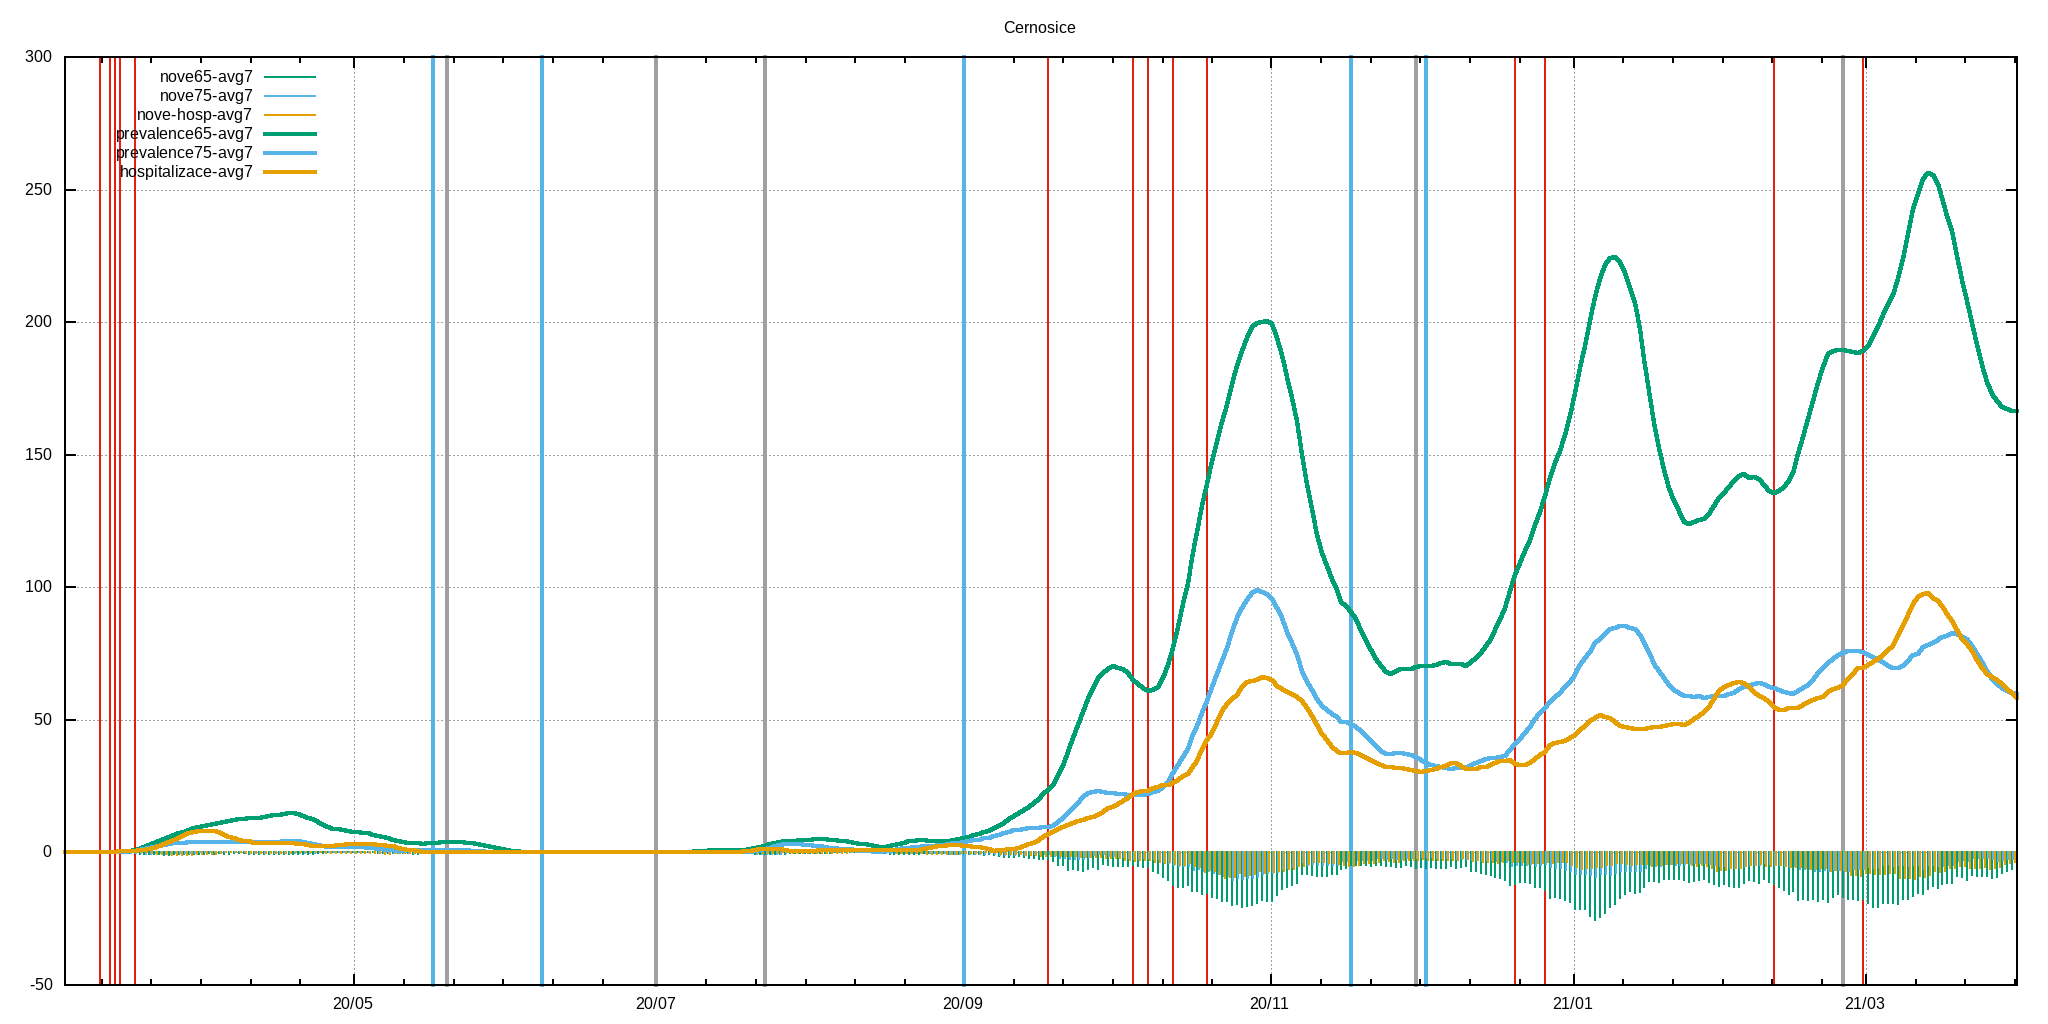 Cernosice
300
250
200
150
100
50
0
-50
nove65-avg7
nove75-avg7
nove-hosp-avg7
prevalence65-avg7
prevalence75-avg7
hospitalizace-avg7
20/05 20/07 20/09 20/11 21/01 21/03